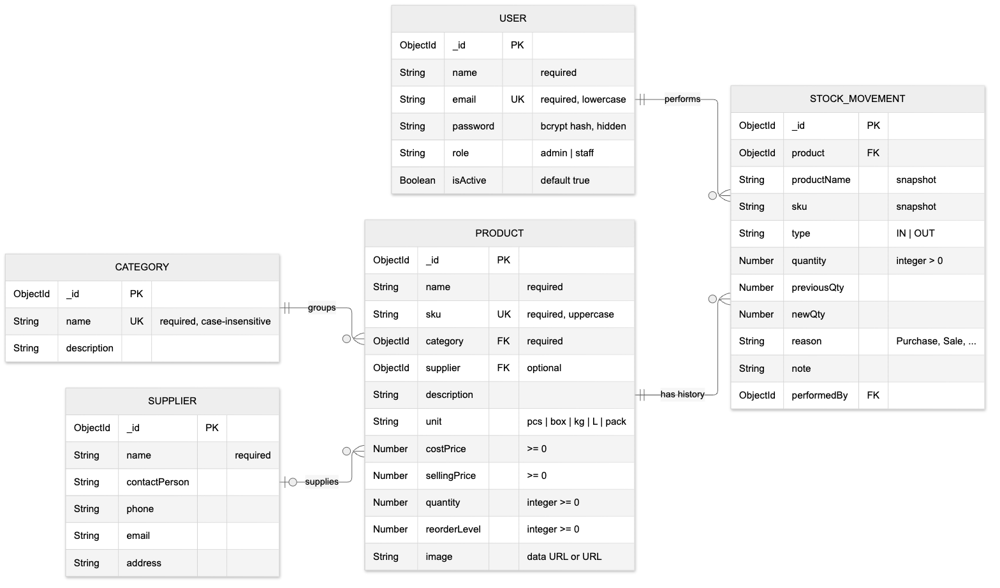 USER
ObjectId _id PK
String name required
String email UK required, lowercase
String password bcrypt hash, hidden
String role admin | staff
Boolean isActive default true
performs
STOCK_MOVEMENT
ObjectId _id PK
ObjectId product FK
String productName snapshot
String sku snapshot
String type IN | OUT
Number quantity integer > 0
Number previousQty
Number newQty
String reason Purchase, Sale, ...
String note
ObjectId performedBy FK
PRODUCT
ObjectId _id PK
String name required
String sku UK required, uppercase
ObjectId category FK required
ObjectId supplier FK optional
String description
String unit pcs | box | kg | L | pack
Number costPrice >= 0
Number sellingPrice >= 0
Number quantity integer >= 0
Number reorderLevel integer >= 0
String image data URL or URL
has history
CATEGORY
ObjectId _id PK
String name UK required, case-insensitive
String description
groups
SUPPLIER
ObjectId _id PK
String name required
String contactPerson
String phone
String email
String address
supplies